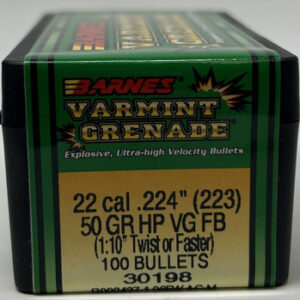 BARNES
VARMINT
GRENADE®
Explosive, Ultra-high Velocity Bullets
22 cal .224" (223)
50 GR HP VG FB
(1:10" Twist or Faster)
100 BULLETS
30198